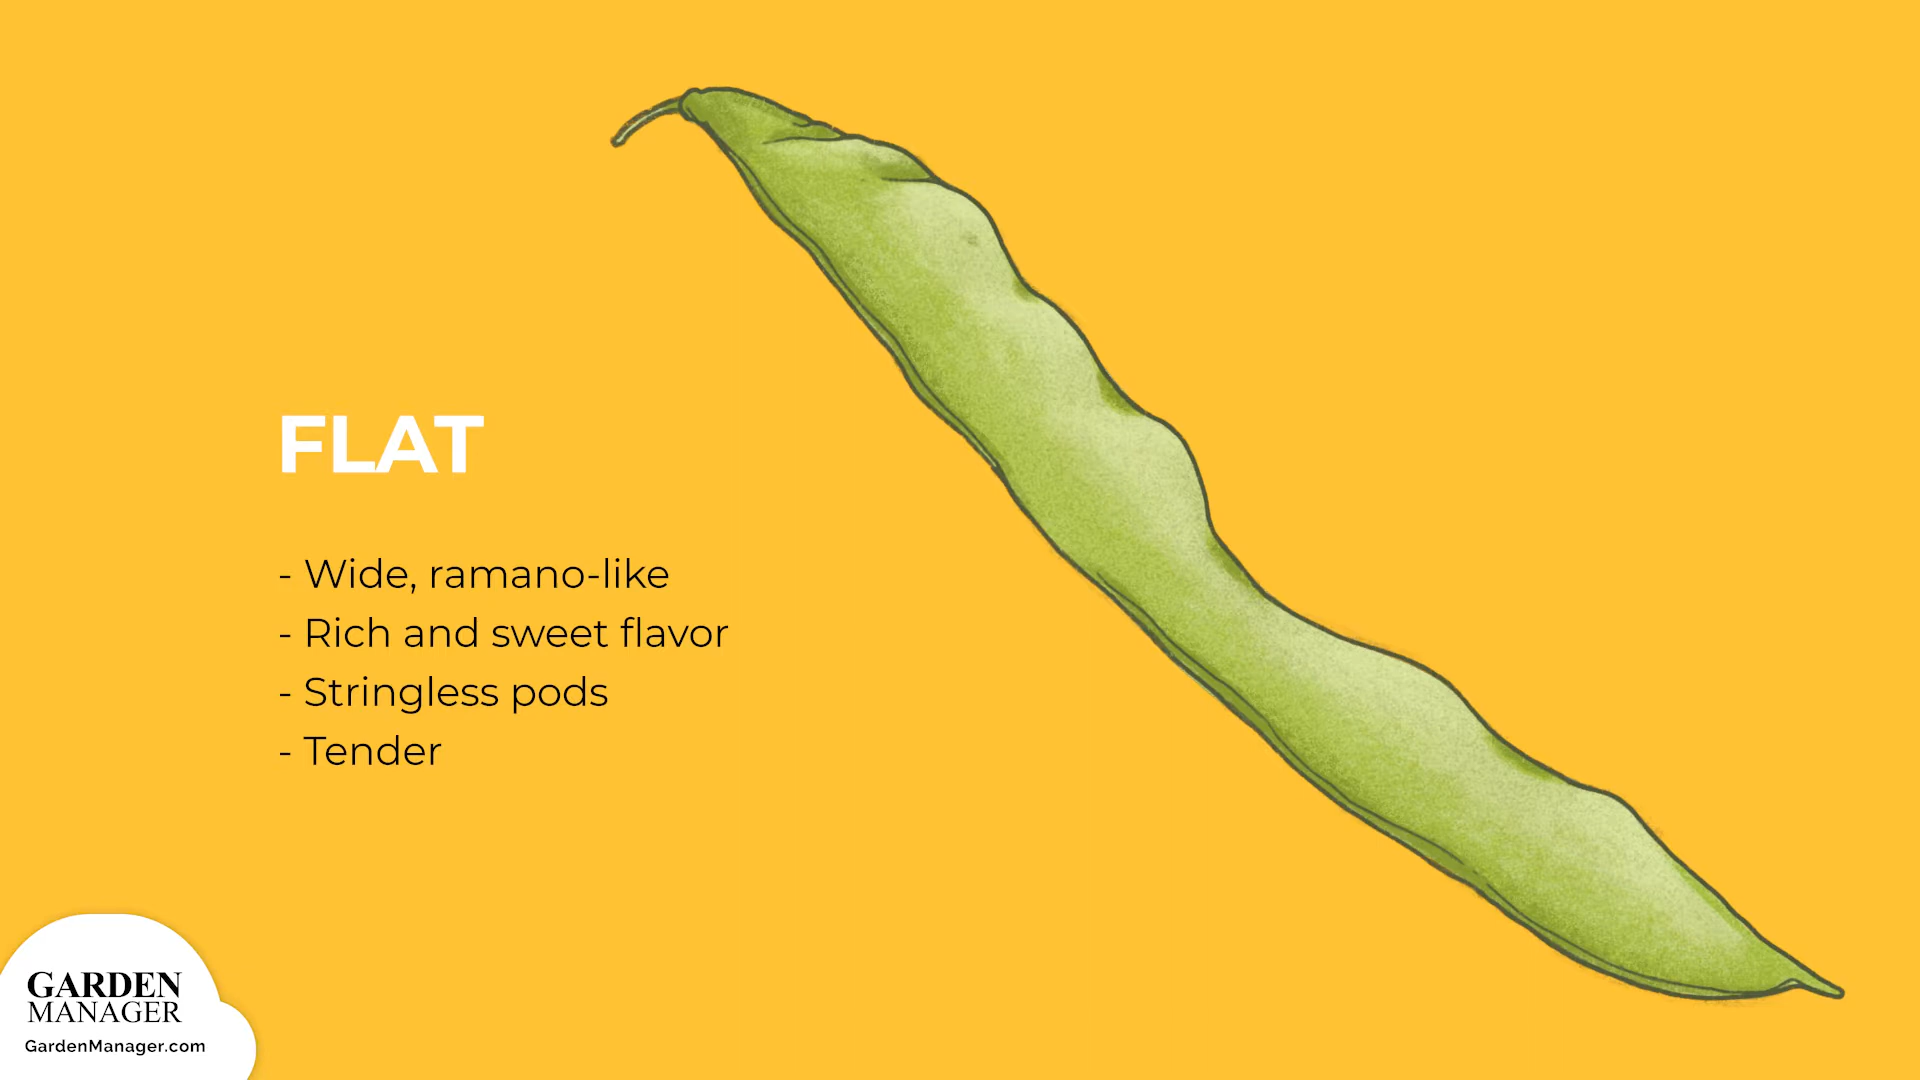 FLAT
- Wide, ramano-like
- Rich and sweet flavor
- Stringless pods
- Tender
GARDEN
MANAGER
GardenManager.com